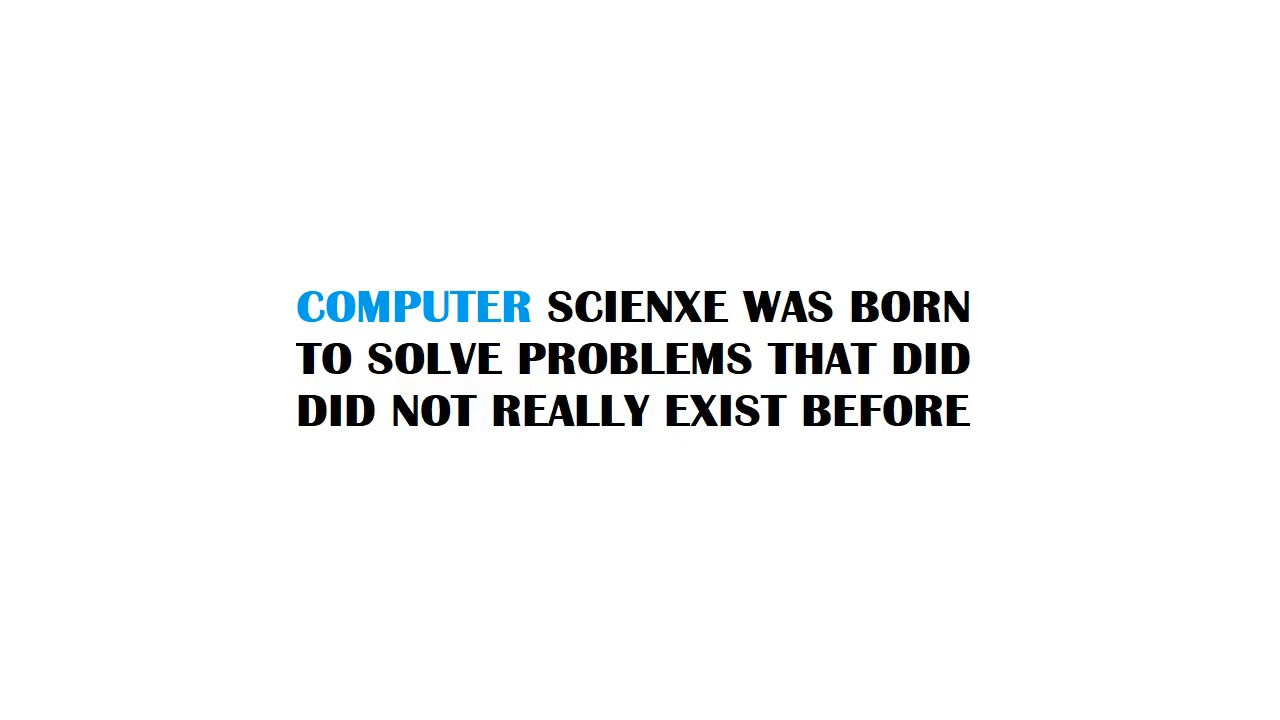 COMPUTER SCIENXE WAS BORN
TO SOLVE PROBLEMS THAT DID
DID NOT REALLY EXIST BEFORE